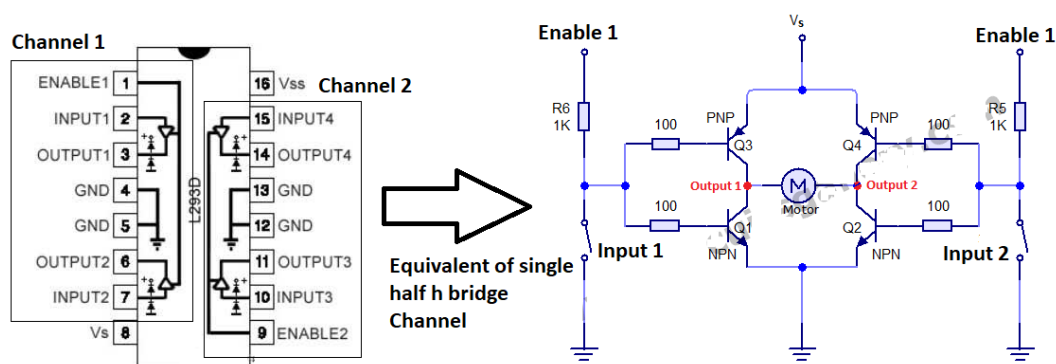 Channel 1
ENABLE1 1
INPUT1 2
OUTPUT1 3
GND 4
GND 5
OUTPUT2 6
INPUT2 7
Vs 8
L293D
16 Vss
Channel 2
15 INPUT4
14 OUTPUT4
13 GND
12 GND
11 OUTPUT3
10 INPUT3
9 ENABLE2
+
+
+
+
Equivalent of single
half h bridge
Channel
Enable 1
Vs
Enable 1
R6
1K
R5
1K
100
PNP
PNP
100
Q3
Q4
Output 1
M
Output 2
Motor
100
Q1
Q2
100
NPN
NPN
Input 1
Input 2